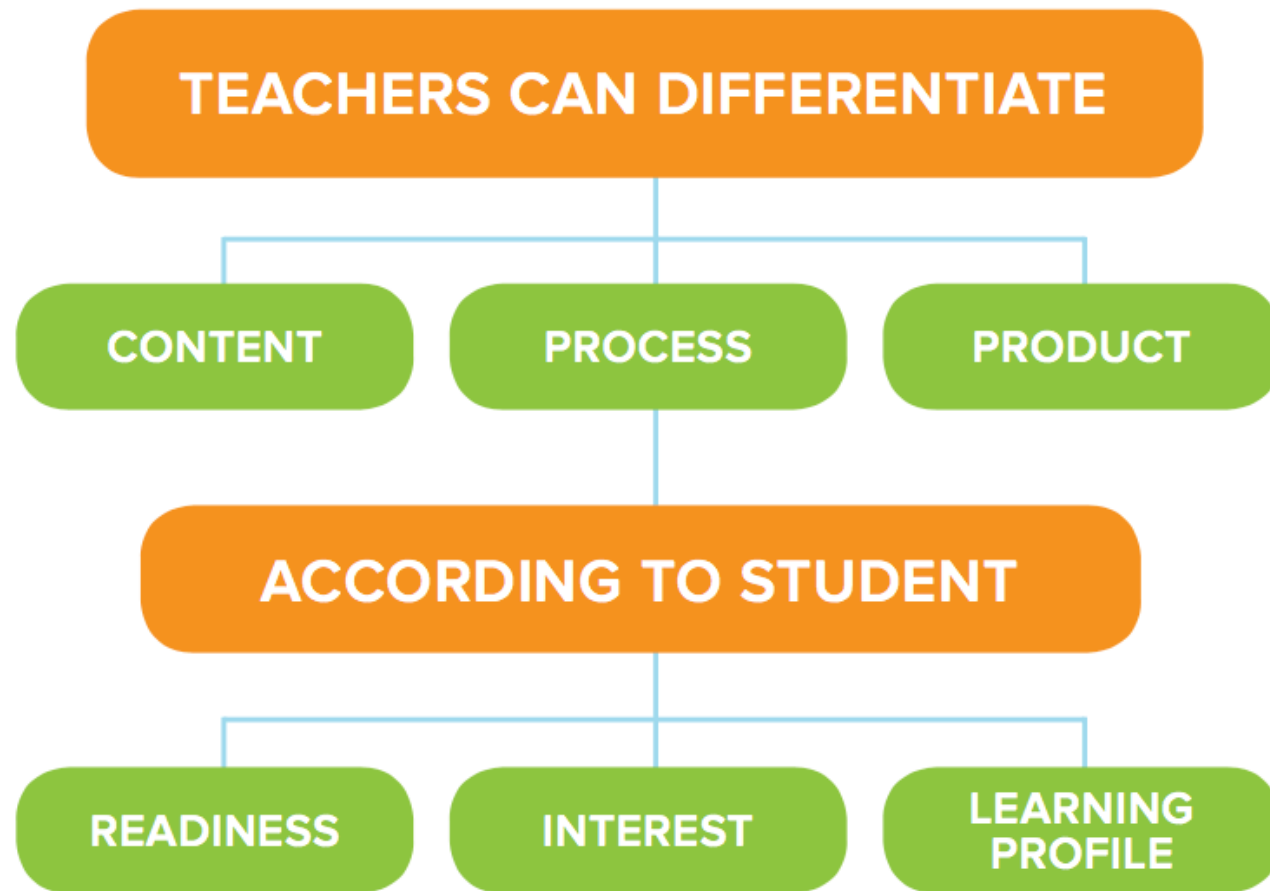 TEACHERS CAN DIFFERENTIATE
CONTENT
PROCESS
PRODUCT
ACCORDING TO STUDENT
READINESS
INTEREST
LEARNING
PROFILE